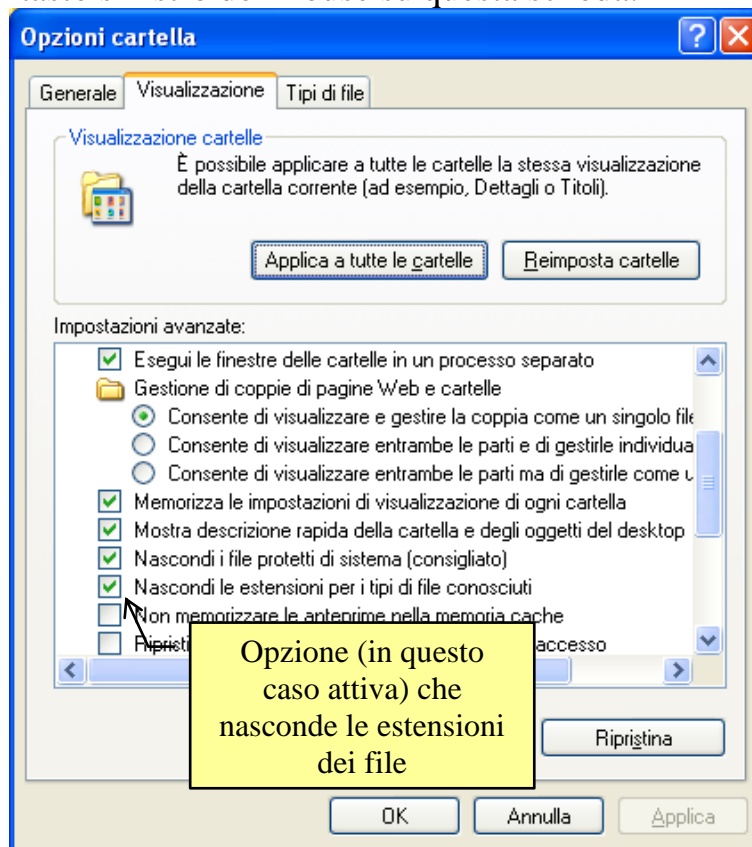 Opzioni cartella
Generale Visualizzazione Tipi di file
Visualizzazione cartelle
È possibile applicare a tutte le cartelle la stessa visualizzazione
della cartella corrente (ad esempio, Dettagli o Titoli).
Applica a tutte le cartelle Reimposta cartelle
Impostazioni avanzate:
Esegui le finestre delle cartelle in un processo separato
Gestione di coppie di pagine Web e cartelle
Consente di visualizzare e gestire la coppia come un singolo file
Consente di visualizzare entrambe le parti e di gestirle individua
Consente di visualizzare entrambe le parti ma di gestirle come
Memorizza le impostazioni di visualizzazione di ogni cartella
Mostra descrizione rapida della cartella e degli oggetti del desktop
Nascondi i file protetti di sistema (consigliato)
Nascondi le estensioni per i tipi di file conosciuti
Non memorizzare le anteprime nella memoria cache
Ripristi accesso
Opzione (in questo
caso attiva) che
nasconde le estensioni
dei file
Ripristina
OK Annulla Applica